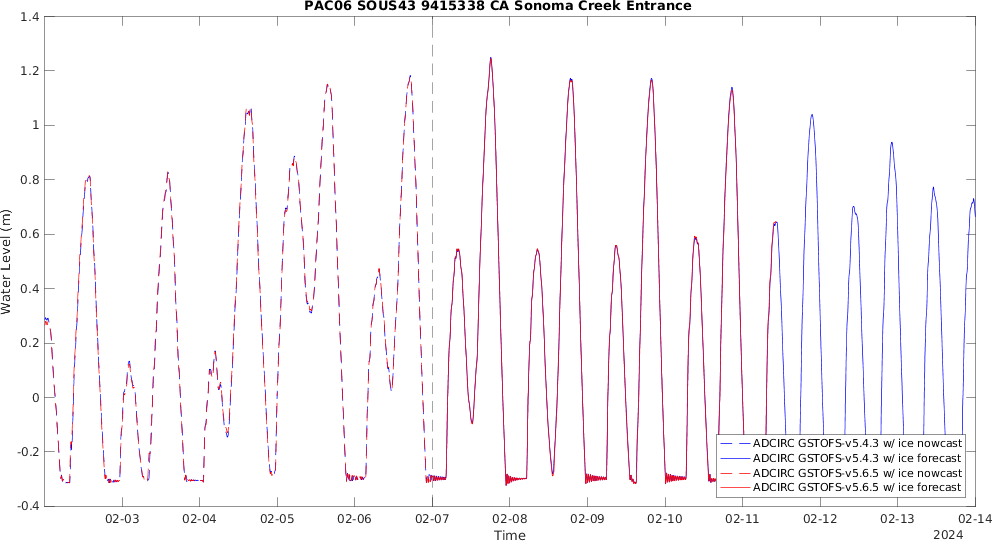 PAC06 SOUS43 9415338 CA Sonoma Creek Entrance
1.4
1.2
1
0.8
0.6
0.4
0.2
0
-0.2
-0.4
Water Level (m)
ADCIRC GSTOFS-v5.4.3 w/ ice nowcast
ADCIRC GSTOFS-v5.4.3 w/ ice forecast
ADCIRC GSTOFS-v5.6.5 w/ ice nowcast
ADCIRC GSTOFS-v5.6.5 w/ ice forecast
02-03 02-04 02-05 02-06 02-07 02-08 02-09 02-10 02-11 02-12 02-13 02-14
Time
2024